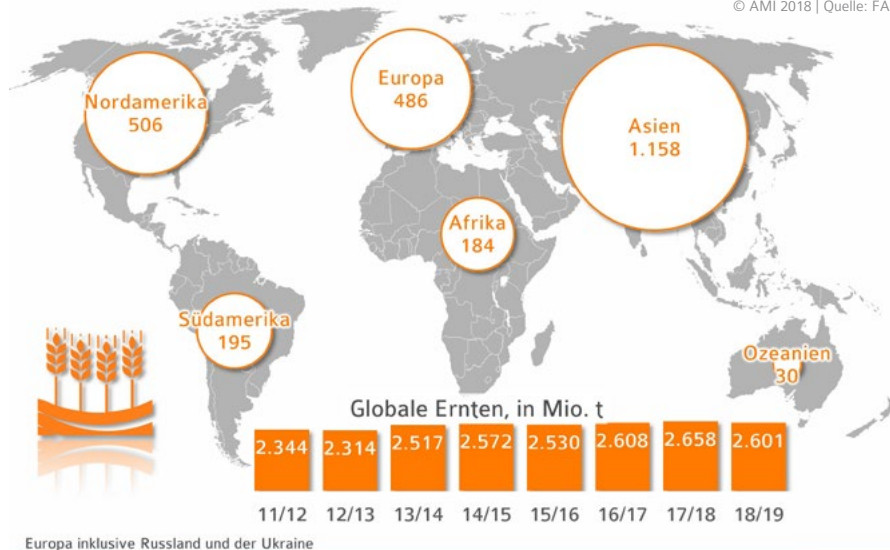 © AMI 2018 | Quelle: FA
Nordamerika
506
Europa
486
Asien
1.158
Afrika
184
Südamerika
195
Ozeanien
30
Globale Ernten, in Mio. t
2.344 2.314 2.517 2.572 2.530 2.608 2.658 2.601
11/12 12/13 13/14 14/15 15/16 16/17 17/18 18/19
Europa inklusive Russland und der Ukraine